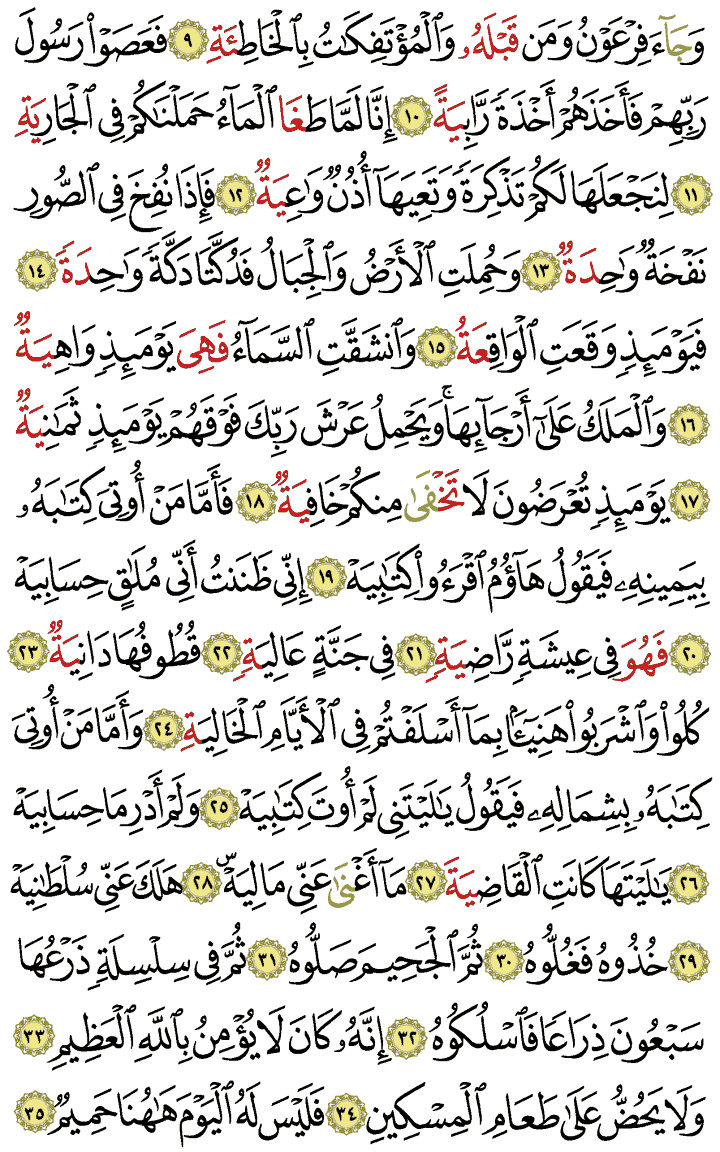 وَجَآءَ فِرْعَوْنُ وَمَن قَبْلَهُۥ وَٱلْمُؤْتَفِكَـٰتُ بِٱلْخَاطِئَةِ ٩ فَعَصَوْا۟ رَسُولَ
رَبِّهِمْ فَأَخَذَهُمْ أَخْذَةً رَّابِيَةً ١٠ إِنَّا لَمَّا طَغَا ٱلْمَآءُ حَمَلْنَـٰكُمْ فِى ٱلْجَارِيَةِ
١١ لِنَجْعَلَهَا لَكُمْ تَذْكِرَةً وَتَعِيَهَآ أُذُنٌ وَٰعِيَةٌ ١٢ فَإِذَا نُفِخَ فِى ٱلصُّورِ
نَفْخَةٌ وَٰحِدَةٌ ١٣ وَحُمِلَتِ ٱلْأَرْضُ وَٱلْجِبَالُ فَدُكَّتَا دَكَّةً وَٰحِدَةً ١٤
فَيَوْمَئِذٍ وَقَعَتِ ٱلْوَاقِعَةُ ١٥ وَٱنشَقَّتِ ٱلسَّمَآءُ فَهْىَ يَوْمَئِذٍ وَاهِيَةٌ
١٦ وَٱلْمَلَكُ عَلَىٰٓ أَرْجَآئِهَا ۚ وَيَحْمِلُ عَرْشَ رَبِّكَ فَوْقَهُمْ يَوْمَئِذٍ ثَمَـٰنِيَةٌ
١٧ يَوْمَئِذٍ تُعْرَضُونَ لَا تَخْفَىٰ مِنكُمْ خَافِيَةٌ ١٨ فَأَمَّا مَنْ أُوتِىَ كِتَـٰبَهُۥ
بِيَمِينِهِۦ فَيَقُولُ هَآؤُمُ ٱقْرَءُوا۟ كِتَـٰبِيَهْ ١٩ إِنِّى ظَنَنتُ أَنِّى مُلَـٰقٍ حِسَابِيَهْ
٢٠ فَهْوَ فِى عِيشَةٍ رَّاضِيَةٍ ٢١ فِى جَنَّةٍ عَالِيَةٍ ٢٢ قُطُوفُهَا دَانِيَةٌ ٢٣
كُلُوا۟ وَٱشْرَبُوا۟ هَنِيٓـًٔۢا بِمَآ أَسْلَفْتُمْ فِى ٱلْأَيَّامِ ٱلْخَالِيَةِ ٢٤ وَأَمَّا مَنْ أُوتِىَ
كِتَـٰبَهُۥ بِشِمَالِهِۦ فَيَقُولُ يَـٰلَيْتَنِى لَمْ أُوتَ كِتَـٰبِيَهْ ٢٥ وَلَمْ أَدْرِ مَا حِسَابِيَهْ
٢٦ يَـٰلَيْتَهَا كَانَتِ ٱلْقَاضِيَةَ ٢٧ مَآ أَغْنَىٰ عَنِّى مَالِيَهْ ۜ ٢٨ هَلَكَ عَنِّى سُلْطَـٰنِيَهْ
٢٩ خُذُوهُ فَغُلُّوهُ ٣٠ ثُمَّ ٱلْجَحِيمَ صَلُّوهُ ٣١ ثُمَّ فِى سِلْسِلَةٍ ذَرْعُهَا
سَبْعُونَ ذِرَاعًا فَٱسْلُكُوهُ ٣٢ إِنَّهُۥ كَانَ لَا يُؤْمِنُ بِٱللَّهِ ٱلْعَظِيمِ ٣٣
وَلَا يَحُضُّ عَلَىٰ طَعَامِ ٱلْمِسْكِينِ ٣٤ فَلَيْسَ لَهُ ٱلْيَوْمَ هَـٰهُنَا حَمِيمٌ ٣٥